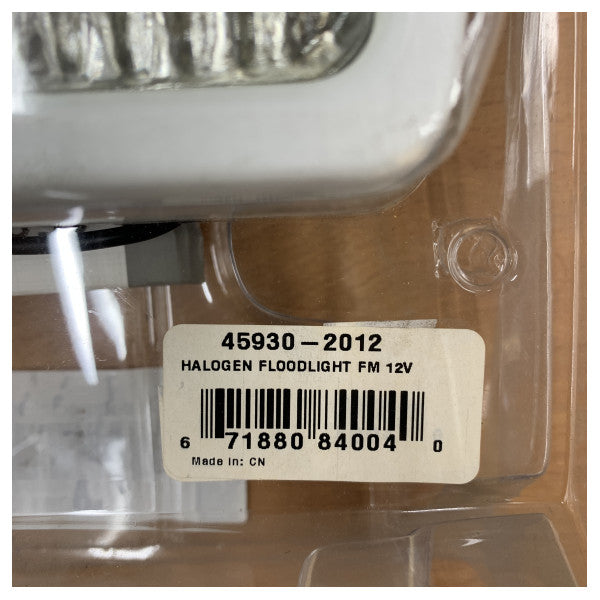 45930-2012
HALOGEN FLOODLIGHT FM 12V
6 71880 84004 0
Made in: CN